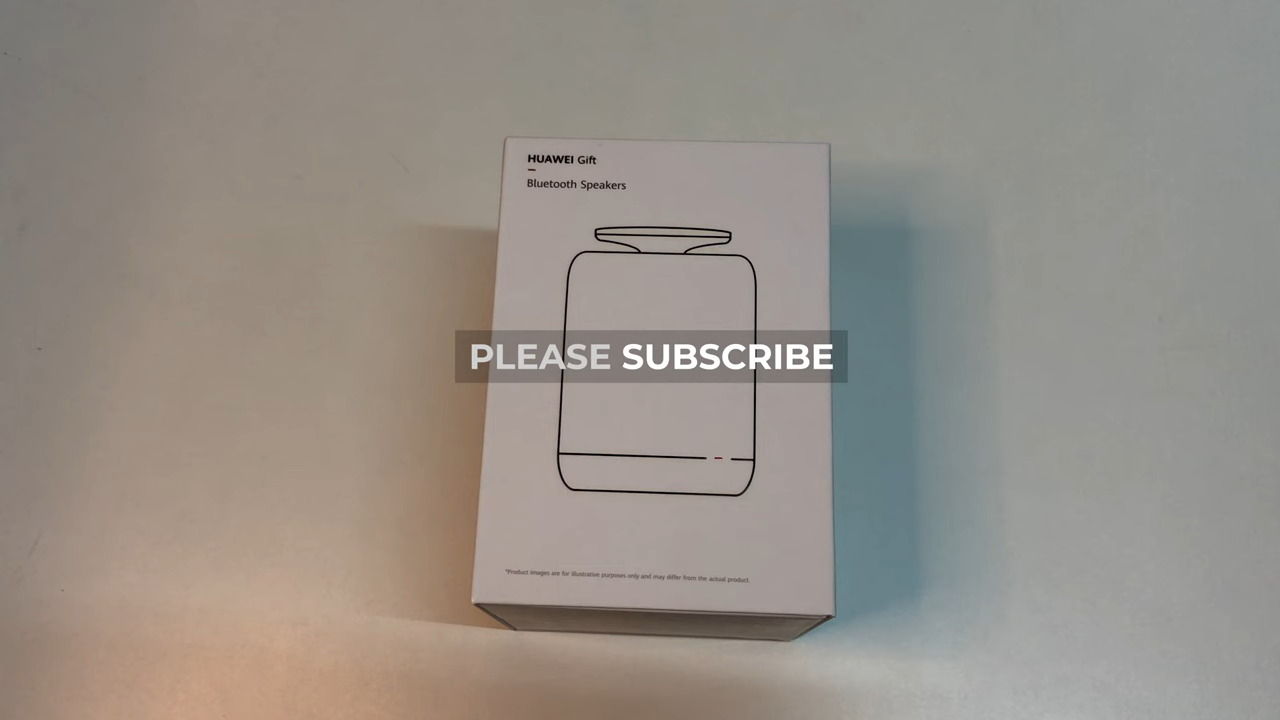 HUAWEI Gift
Bluetooth Speakers
PLEASE SUBSCRIBE
*Product images are for illustrative purposes only and may differ from the actual product.